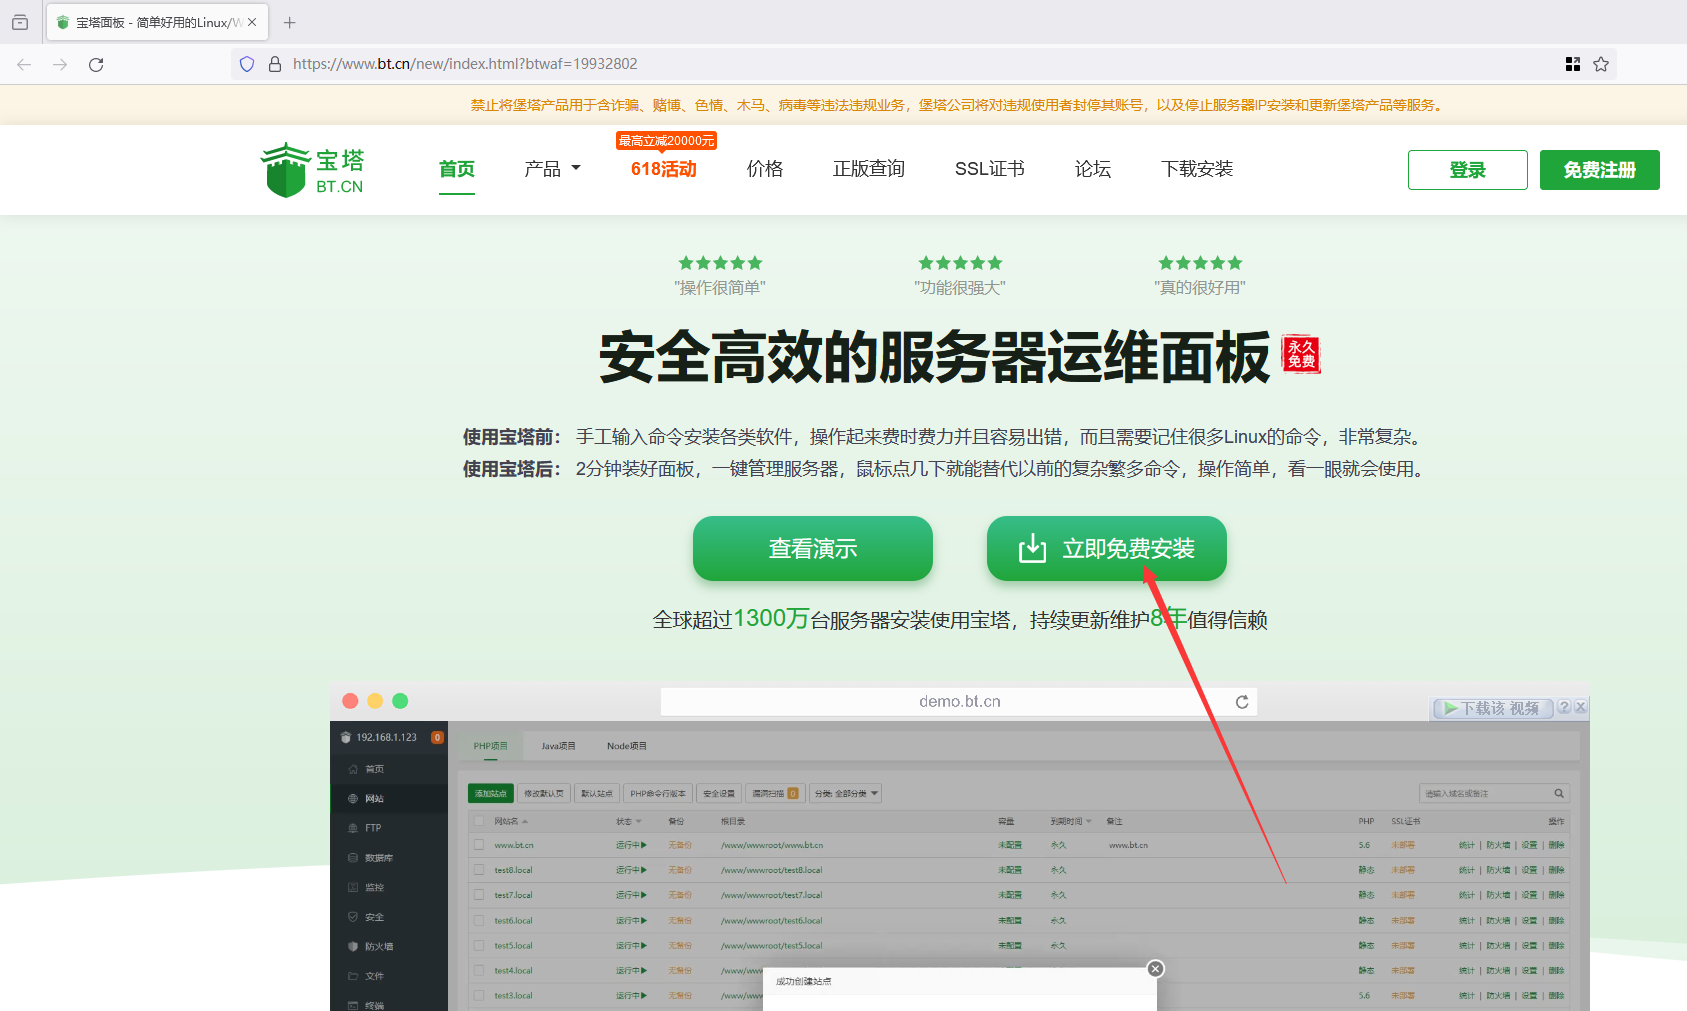 宝塔面板 - 简单好用的Linux/W
https://www.bt.cn/new/index.html?btwaf=19932802
禁止将堡塔产品用于含诈骗、赌博、色情、木马、病毒等违法违规业务，堡塔公司将对违规使用者封停其账号，以及停止服务器IP安装和更新堡塔产品等服务。
宝塔
BT.CN
首页
产品
最高立减20000元
618活动
价格
正版查询
SSL证书
论坛
下载安装
登录
免费注册
"操作很简单"
"功能很强大"
"真的很好用"
安全高效的服务器运维面板
永久
免费
使用宝塔前： 手工输入命令安装各类软件，操作起来费时费力并且容易出错，而且需要记住很多Linux的命令，非常复杂。
使用宝塔后： 2分钟装好面板，一键管理服务器，鼠标点几下就能替代以前的复杂繁多命令，操作简单，看一眼就会使用。
查看演示
立即免费安装
全球超过1300万台服务器安装使用宝塔，持续更新维护8年值得信赖
demo.bt.cn
下载该 视频 ? X
192.168.1.123 0
首页
网站
FTP
数据库
监控
安全
防火墙
文件
终端
PHP项目 Java项目 Node项目
添加站点 修改默认页 默认站点 PHP命令行版本 安全设置 漏洞扫描 0 分类: 全部分类
请输入域名或备注
网站名 状态 备份 根目录 容量 到期时间 备注 PHP SSL证书 操作
www.bt.cn 运行中 无备份 /www/wwwroot/www.bt.cn 未配置 永久 www.bt.cn 5.6 未部署 统计 | 防火墙 | 设置 | 删除
test8.local 运行中 无备份 /www/wwwroot/test8.local 未配置 永久 静态 未部署 统计 | 防火墙 | 设置 | 删除
test7.local 运行中 无备份 /www/wwwroot/test7.local 未配置 永久 静态 未部署 统计 | 防火墙 | 设置 | 删除
test6.local 运行中 无备份 /www/wwwroot/test6.local 未配置 永久 静态 未部署 统计 | 防火墙 | 设置 | 删除
test5.local 运行中 无备份 /www/wwwroot/test5.local 未配置 永久 静态 未部署 统计 | 防火墙 | 设置 | 删除
test4.local 运行中 无备份 /www/www 静态 未部署 统计 | 防火墙 | 设置 | 删除
test3.local 运行中 无备份 /www/www 5.6 未部署 统计 | 防火墙 | 设置 | 删除
成功创建站点